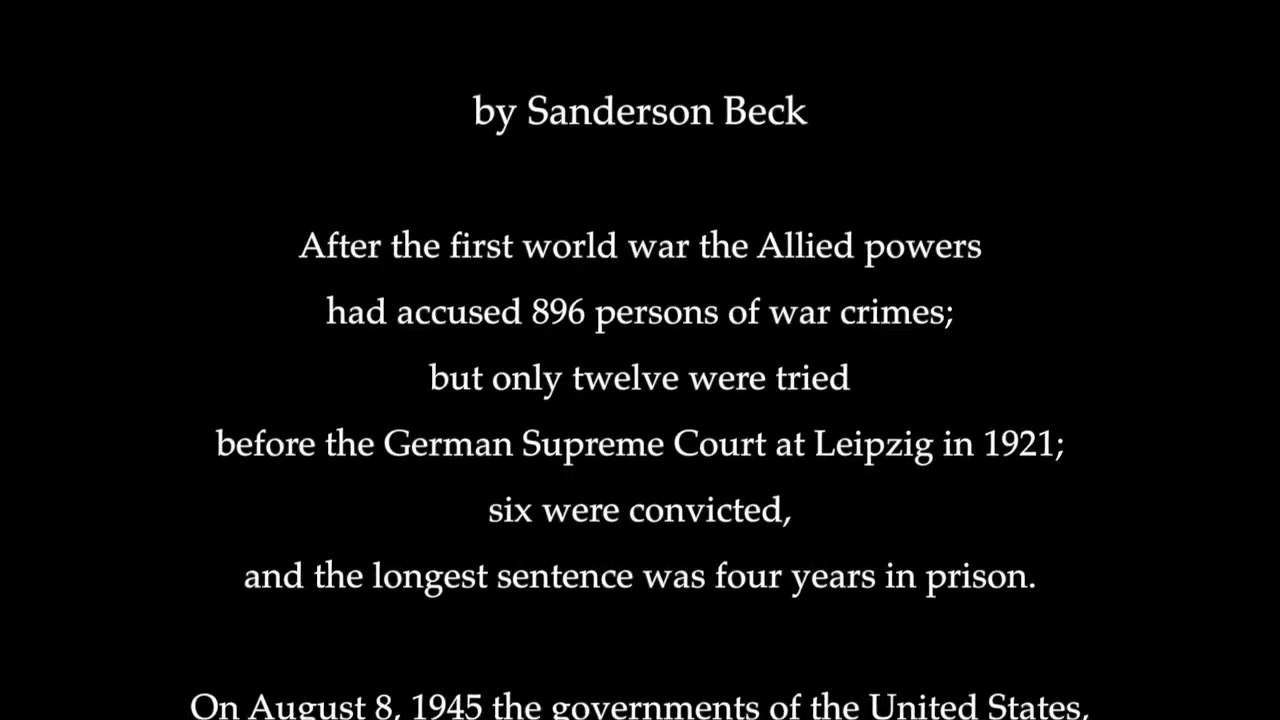 by Sanderson Beck
After the first world war the Allied powers
had accused 896 persons of war crimes;
but only twelve were tried
before the German Supreme Court at Leipzig in 1921;
six were convicted,
and the longest sentence was four years in prison.
On August 8, 1945 the governments of the United States,